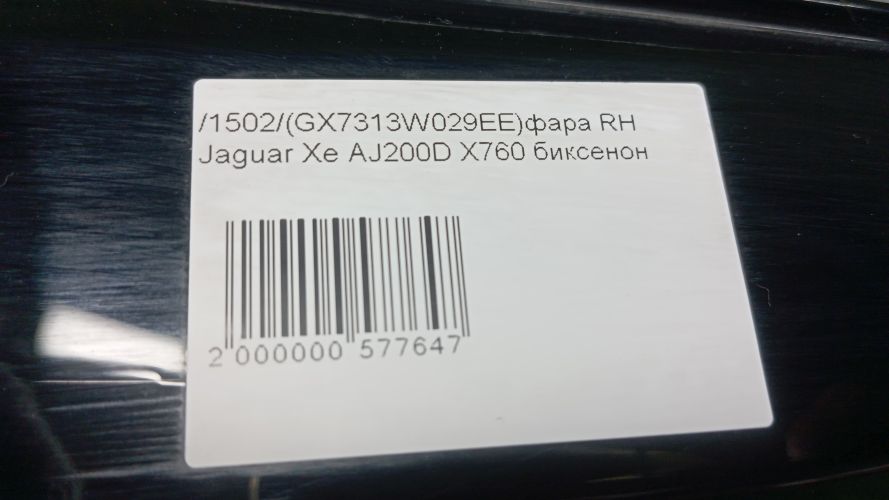 /1502/(GX7313W029EE)фара RH
Jaguar Xe AJ200D X760 биксенон
2 000000 577647